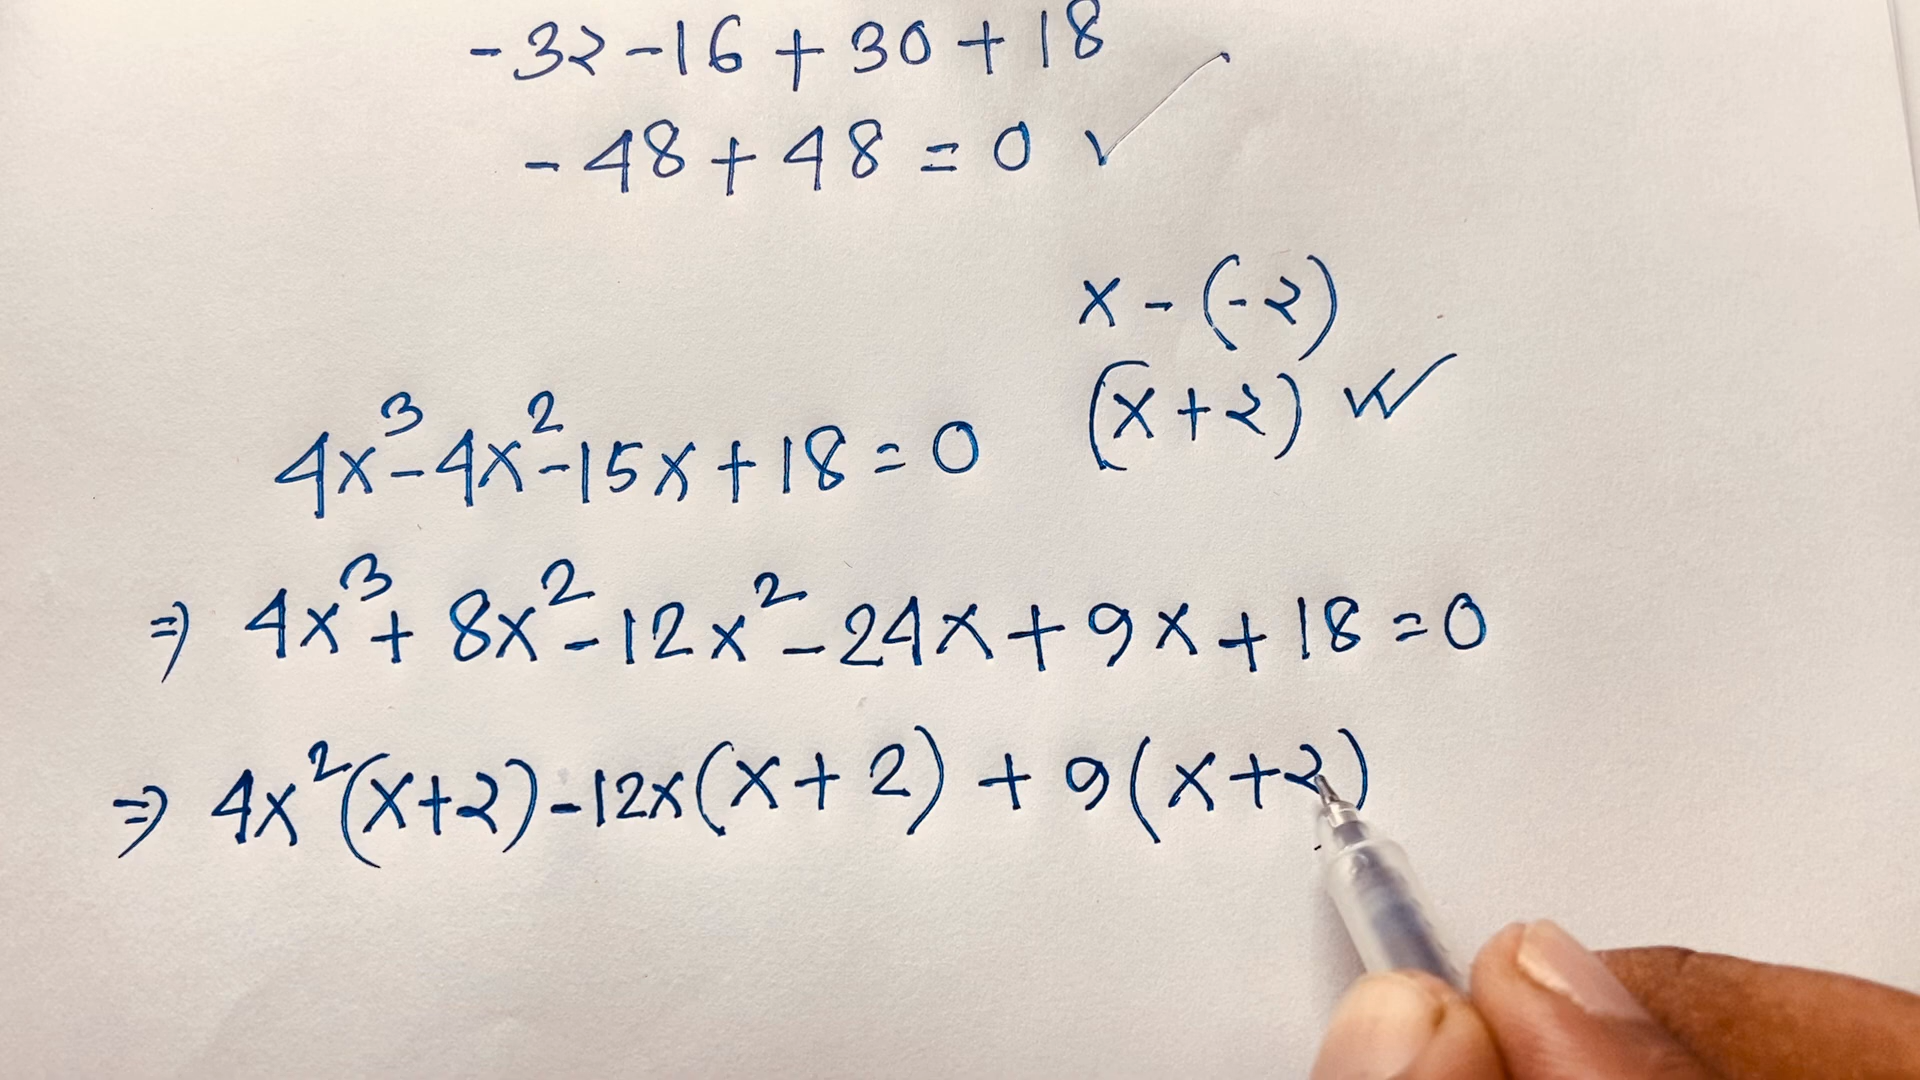 -32-16+30+18
-48+48=0 ✓
x-(-2)
(x+2) ✓
4x³-4x²-15x+18=0
⇒ 4x³+8x²-12x²-24x+9x+18=0
⇒ 4x²(x+2)-12x(x+2)+9(x+2)